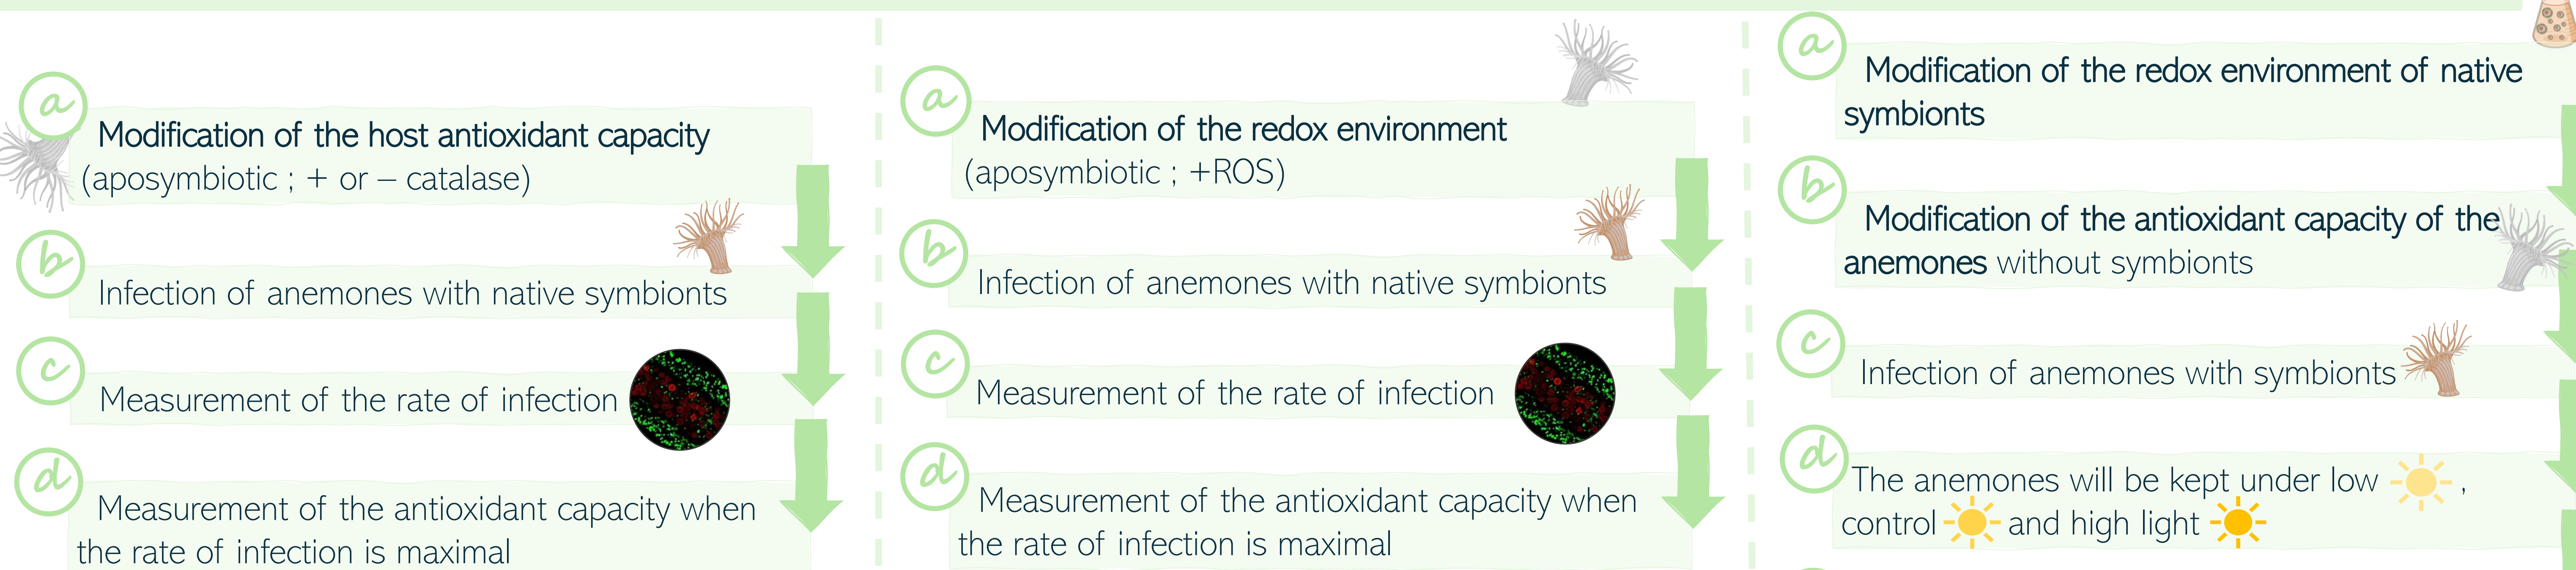 a
Modification of the host antioxidant capacity
(aposymbiotic ; + or – catalase)
b
Infection of anemones with native symbionts
c
Measurement of the rate of infection
d
Measurement of the antioxidant capacity when
the rate of infection is maximal
a
Modification of the redox environment
(aposymbiotic ; +ROS)
b
Infection of anemones with native symbionts
c
Measurement of the rate of infection
d
Measurement of the antioxidant capacity when
the rate of infection is maximal
a
Modification of the redox environment of native
symbionts
b
Modification of the antioxidant capacity of the
anemones without symbionts
c
Infection of anemones with symbionts
d
The anemones will be kept under low ,
control and high light